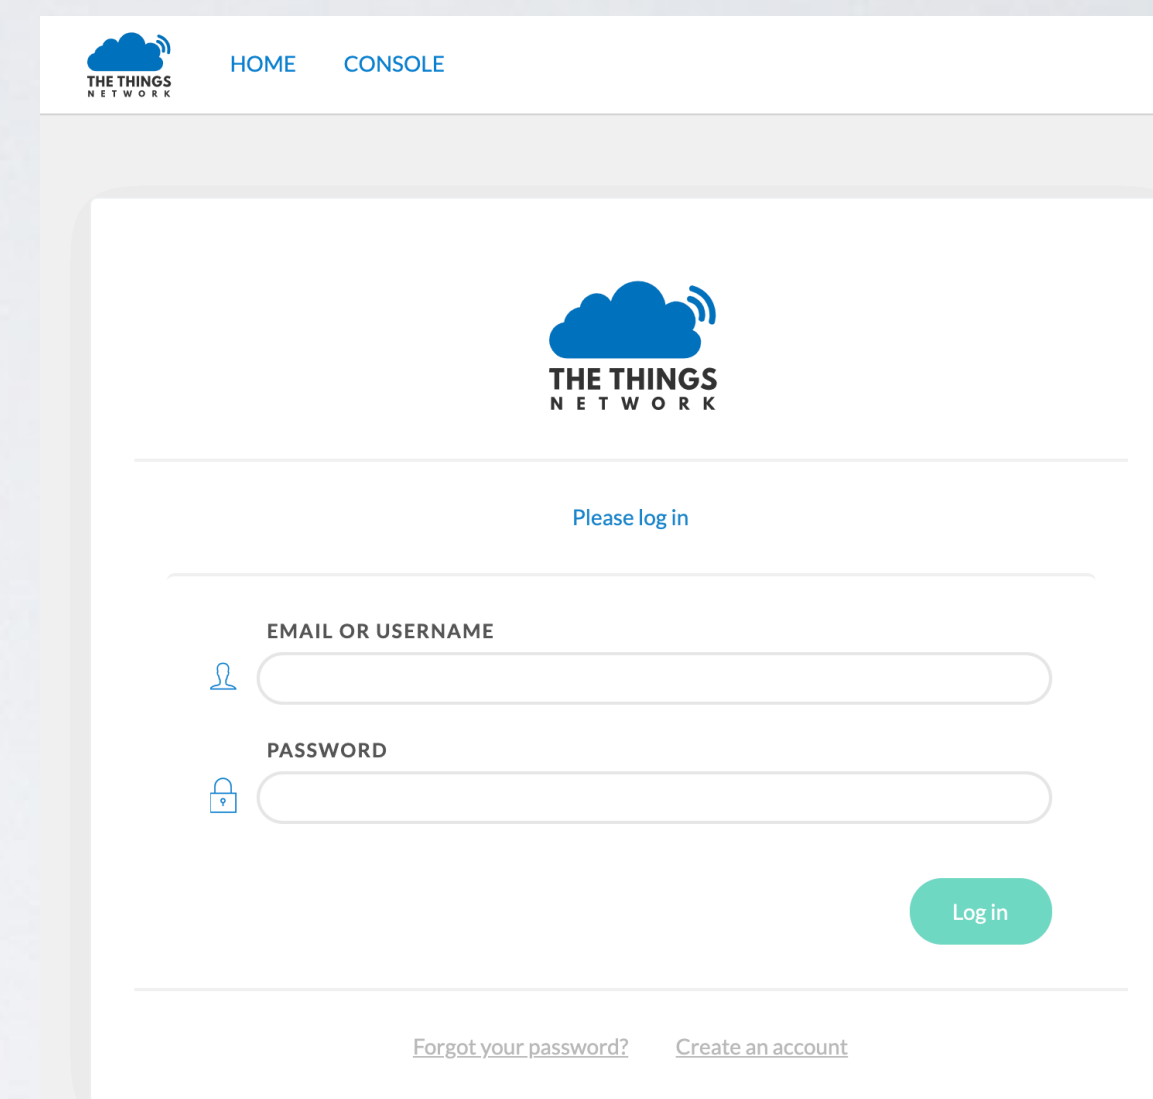 THE THINGS
NETWORK
HOME
CONSOLE
THE THINGS
NETWORK
Please log in
EMAIL OR USERNAME
PASSWORD
Log in
Forgot your password?
Create an account